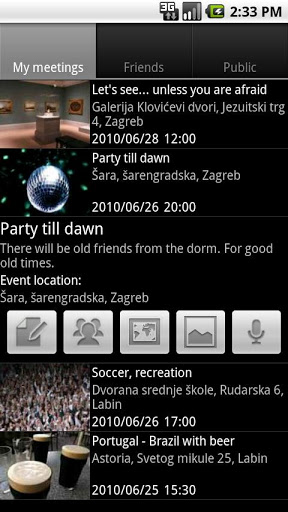 3G
2:33 PM
My meetings
Friends
Public
Let's see... unless you are afraid
Galerija Klovićevi dvori, Jezuitski trg
4, Zagreb
2010/06/28 12:00
Party till dawn
Šara, šarengradska, Zagreb
2010/06/26 20:00
Party till dawn
There will be old friends from the dorm. For good
old times.
Event location:
Šara, šarengradska, Zagreb
Soccer, recreation
Dvorana srednje škole, Rudarska 6,
Labin
2010/06/26 17:00
Portugal - Brazil with beer
Astoria, Svetog mikule 25, Labin
2010/06/25 15:30